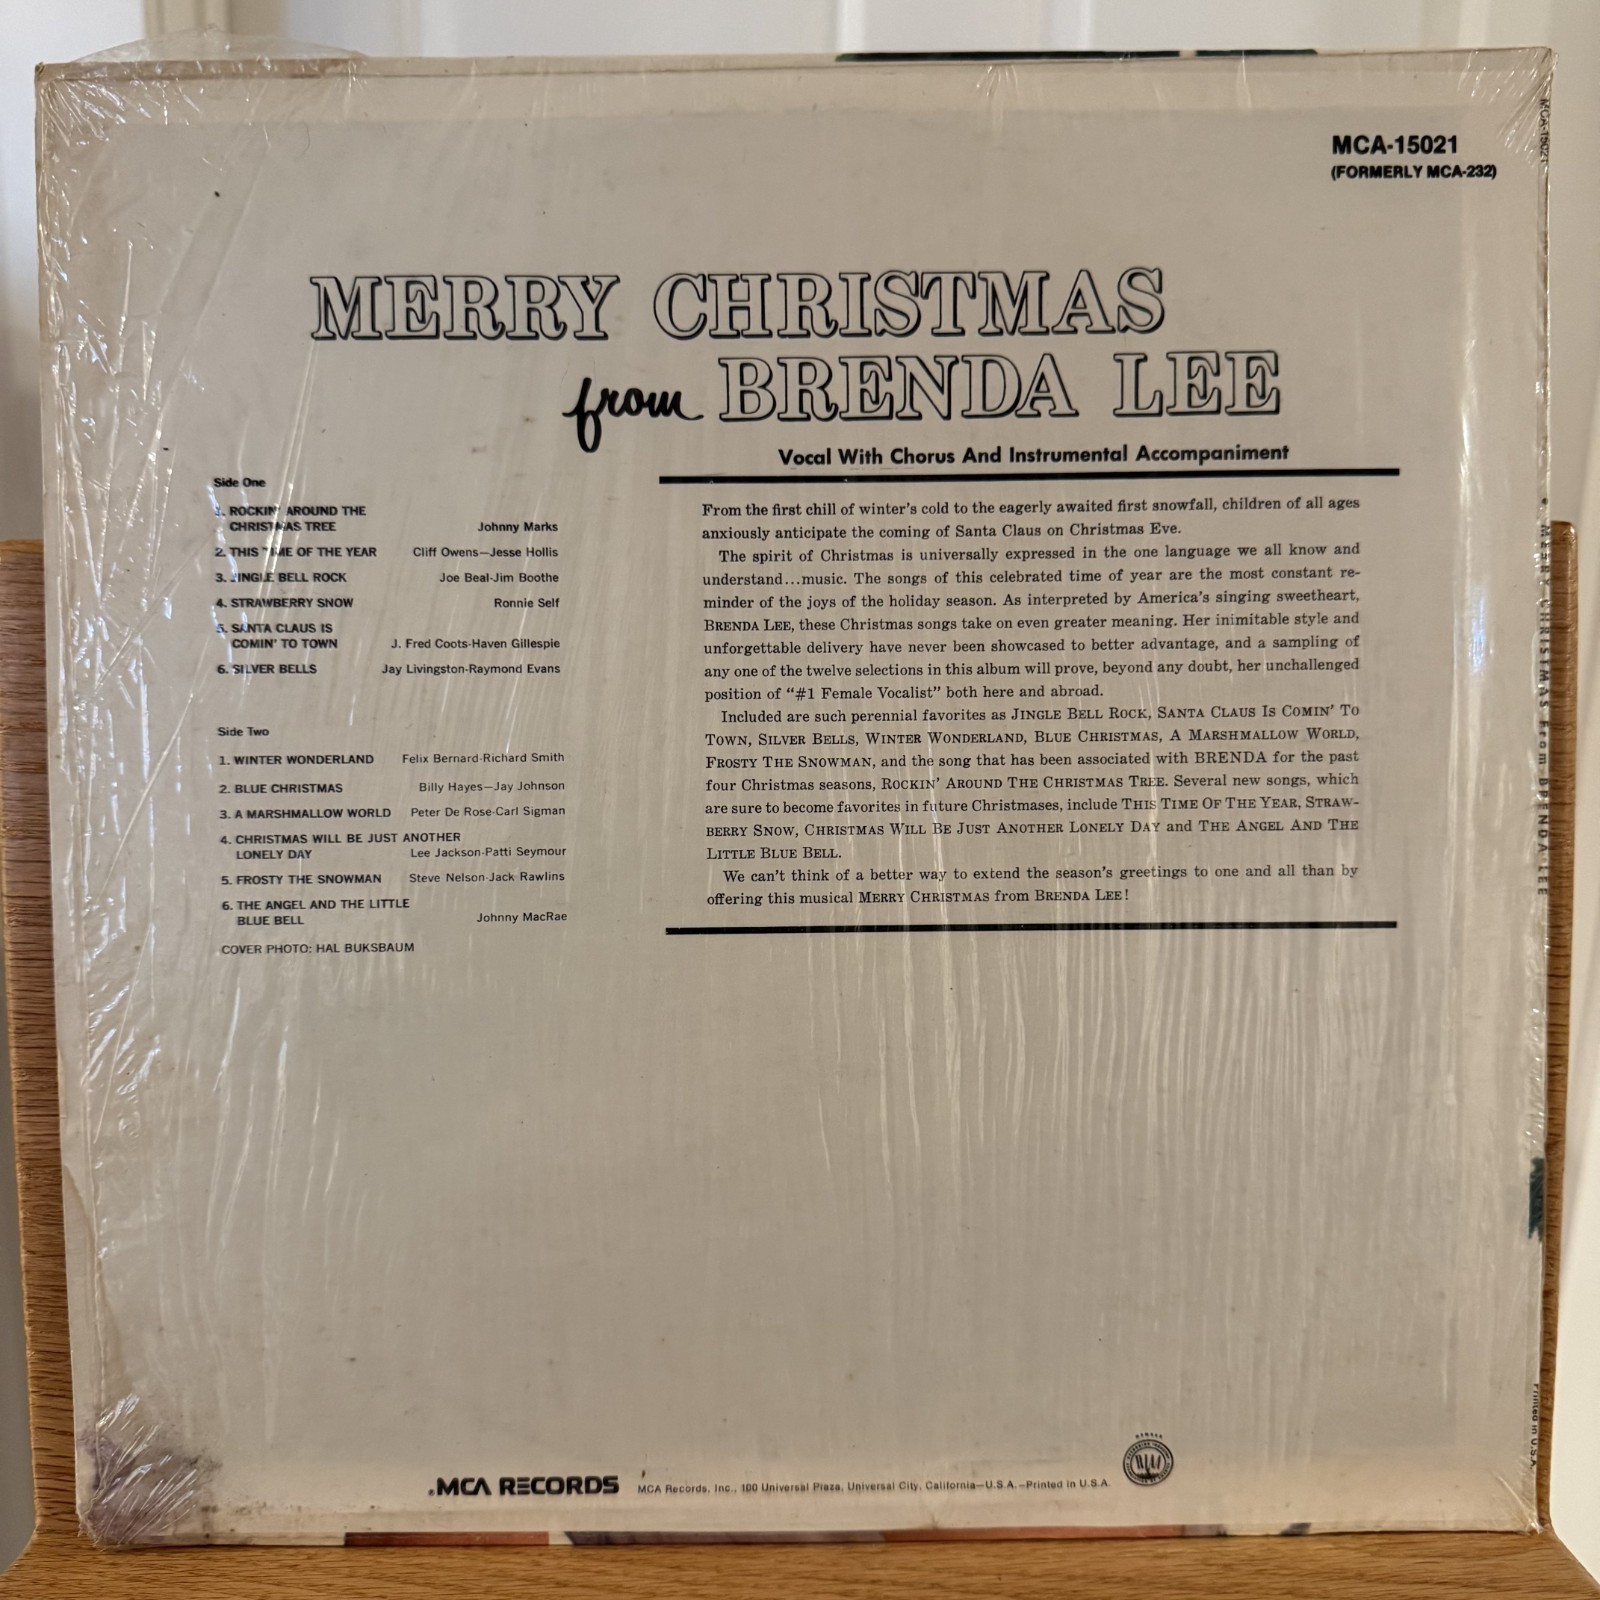 MCA-15021
(FORMERLY MCA-232)
MERRY CHRISTMAS
from BRENDA LEE
Vocal With Chorus And Instrumental Accompaniment
Side One
1. ROCKIN' AROUND THE
CHRISTMAS TREE Johnny Marks
2. THIS TIME OF THE YEAR Cliff Owens—Jesse Hollis
3. JINGLE BELL ROCK Joe Beal-Jim Boothe
4. STRAWBERRY SNOW Ronnie Self
5. SANTA CLAUS IS
COMIN' TO TOWN J. Fred Coots-Haven Gillespie
6. SILVER BELLS Jay Livingston-Raymond Evans
Side Two
1. WINTER WONDERLAND Felix Bernard-Richard Smith
2. BLUE CHRISTMAS Billy Hayes—Jay Johnson
3. A MARSHMALLOW WORLD Peter De Rose-Carl Sigman
4. CHRISTMAS WILL BE JUST ANOTHER
LONELY DAY Lee Jackson-Patti Seymour
5. FROSTY THE SNOWMAN Steve Nelson-Jack Rawlins
6. THE ANGEL AND THE LITTLE
BLUE BELL Johnny MacRae
COVER PHOTO: HAL BUKSBAUM
From the first chill of winter's cold to the eagerly awaited first snowfall, children of all ages
anxiously anticipate the coming of Santa Claus on Christmas Eve.
The spirit of Christmas is universally expressed in the one language we all know and
understand...music. The songs of this celebrated time of year are the most constant re-
minder of the joys of the holiday season. As interpreted by America's singing sweetheart,
BRENDA LEE, these Christmas songs take on even greater meaning. Her inimitable style and
unforgettable delivery have never been showcased to better advantage, and a sampling of
any one of the twelve selections in this album will prove, beyond any doubt, her unchallenged
position of "#1 Female Vocalist" both here and abroad.
Included are such perennial favorites as JINGLE BELL ROCK, SANTA CLAUS IS COMIN' TO
TOWN, SILVER BELLS, WINTER WONDERLAND, BLUE CHRISTMAS, A MARSHMALLOW WORLD,
FROSTY THE SNOWMAN, and the song that has been associated with BRENDA for the past
four Christmas seasons, ROCKIN' AROUND THE CHRISTMAS TREE. Several new songs, which
are sure to become favorites in future Christmases, include THIS TIME OF THE YEAR, STRAW-
BERRY SNOW, CHRISTMAS WILL BE JUST ANOTHER LONELY DAY and THE ANGEL AND THE
LITTLE BLUE BELL.
We can't think of a better way to extend the season's greetings to one and all than by
offering this musical MERRY CHRISTMAS from BRENDA LEE!
MCA RECORDS MCA Records, Inc., 100 Universal Plaza, Universal City, California—U.S.A.—Printed in U.S.A.
MCA-15021
• MERRY CHRISTMAS From BRENDA LEE
Printed in U.S.A.